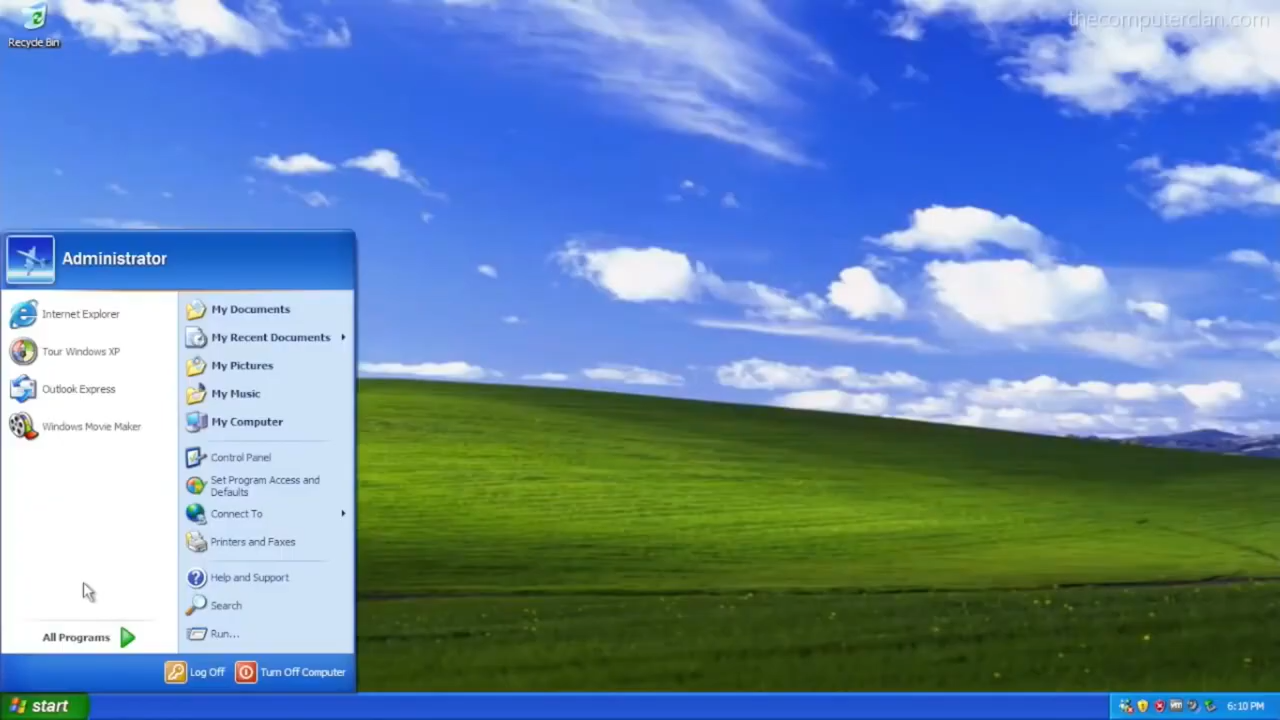 thecomputerclan.com
Recycle Bin
Administrator
Internet Explorer
Tour Windows XP
Outlook Express
Windows Movie Maker
All Programs
My Documents
My Recent Documents
My Pictures
My Music
My Computer
Control Panel
Set Program Access and
Defaults
Connect To
Printers and Faxes
Help and Support
Search
Run...
Log Off
Turn Off Computer
start
6:10 PM